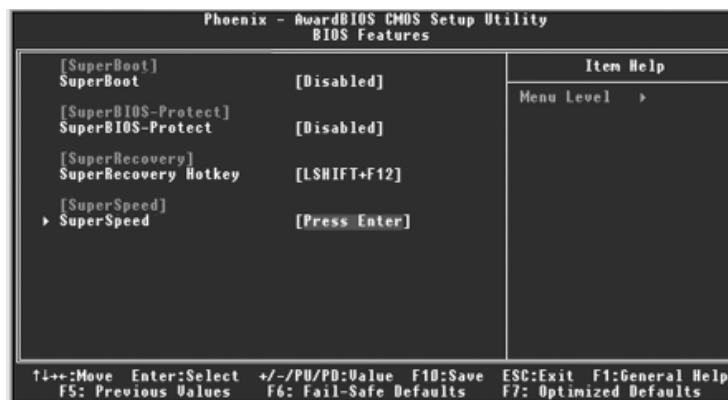 Phoenix - AwardBIOS CMOS Setup Utility
BIOS Features
[SuperBoot]
SuperBoot [Disabled]
[SuperBIOS-Protect]
SuperBIOS-Protect [Disabled]
[SuperRecovery]
SuperRecovery Hotkey [LSHIFT+F12]
[SuperSpeed]
▸ SuperSpeed [Press Enter]
Item Help
Menu Level ▸
↑↓→←:Move Enter:Select +/-/PU/PD:Value F10:Save ESC:Exit F1:General Help
F5: Previous Values F6: Fail-Safe Defaults F7: Optimized Defaults